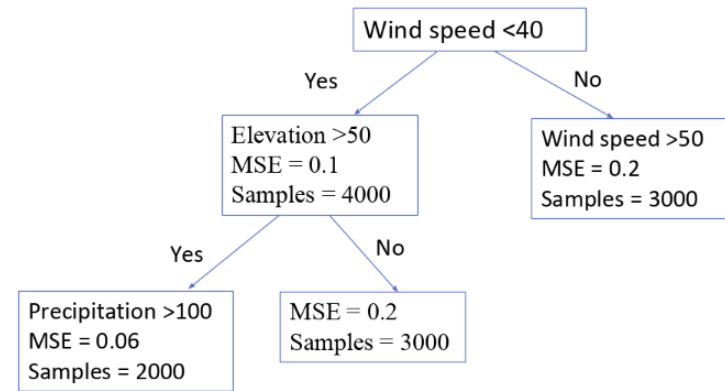 Wind speed <40
Yes
No
Elevation >50
MSE = 0.1
Samples = 4000
Wind speed >50
MSE = 0.2
Samples = 3000
Yes
No
Precipitation >100
MSE = 0.06
Samples = 2000
MSE = 0.2
Samples = 3000